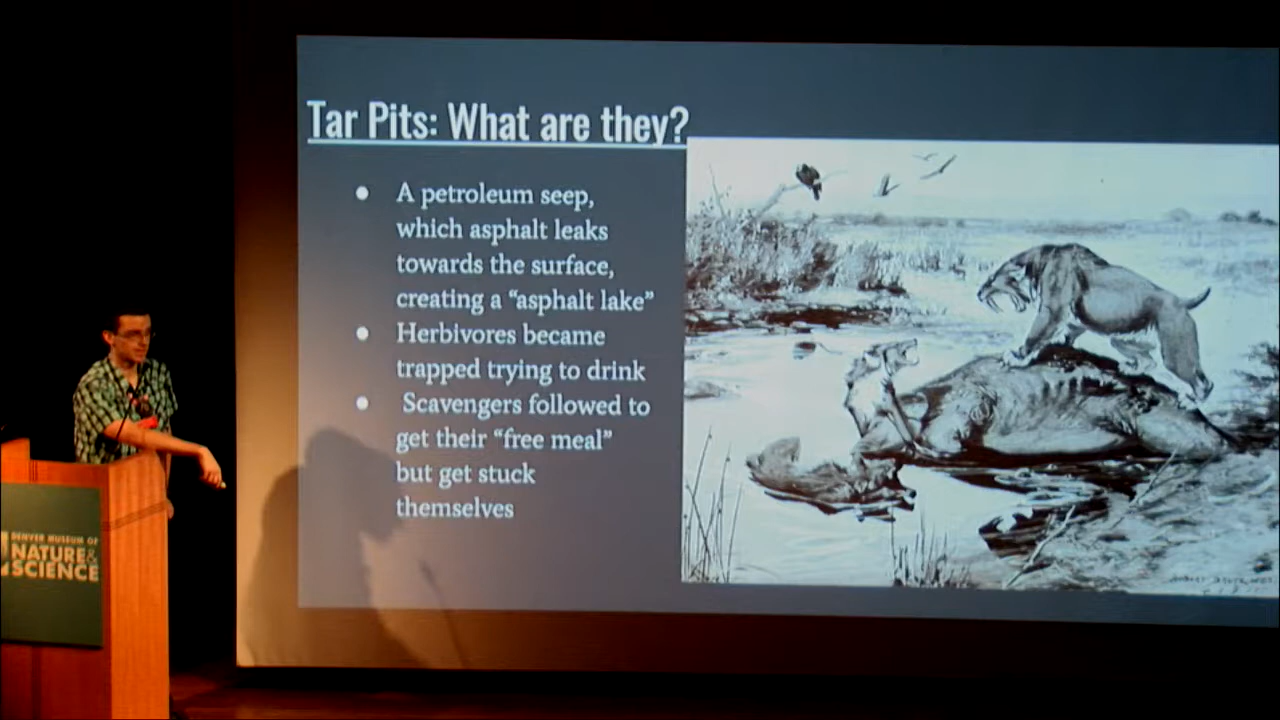 Tar Pits: What are they?
● A petroleum seep,
which asphalt leaks
towards the surface,
creating a “asphalt lake”
● Herbivores became
trapped trying to drink
● Scavengers followed to
get their “free meal”
but get stuck
themselves
DENVER MUSEUM OF
NATURE &
SCIENCE